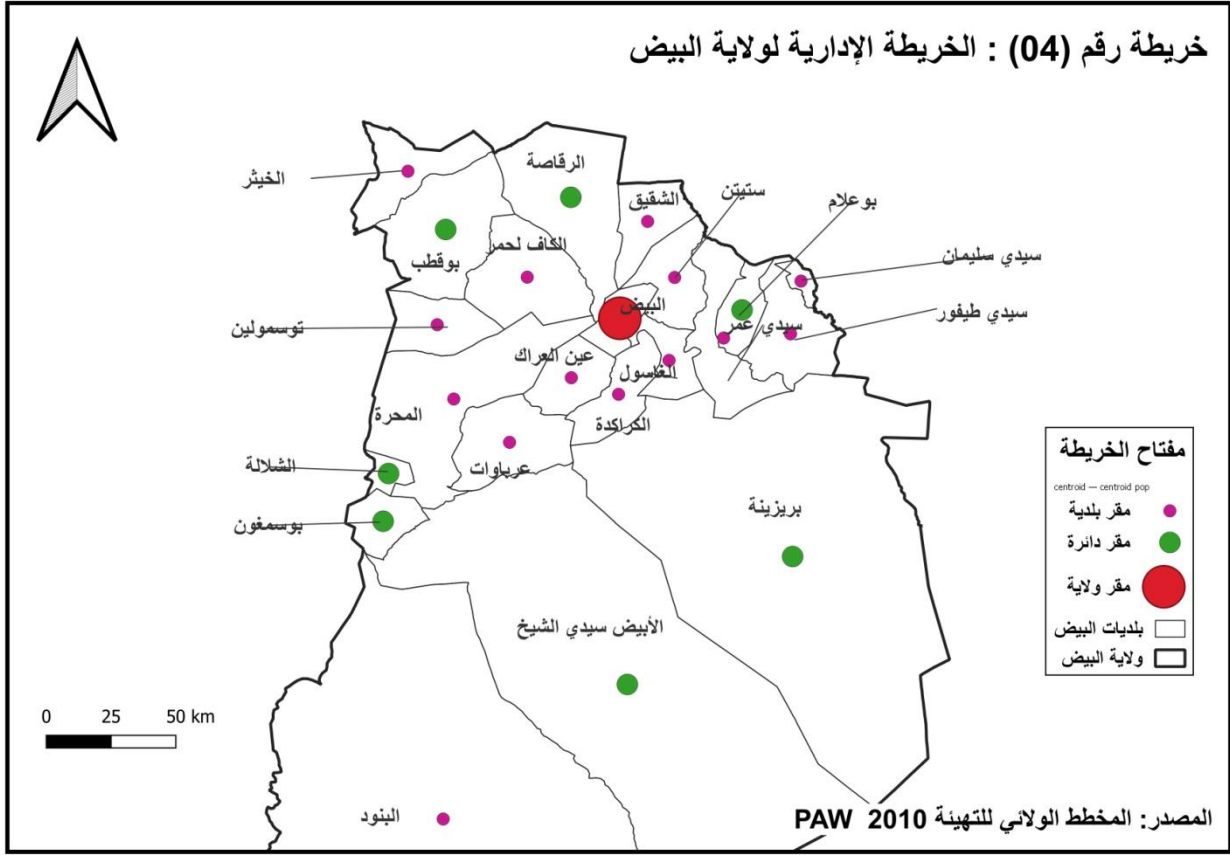 خريطة رقم (04) : الخريطة الإدارية لولاية البيض
الرقاصة
الخيثر
الشقيق
ستيتن
بوعلام
الكاف لحمر
بوقطب
سيدي سليمان
البيض
سيدي طيفور
توسمولين
سيدي عمر
عين العراك
الغاسول
المحرة
الكراكدة
الشلالة
عرباوات
بوسمغون
بريزينة
الأبيض سيدي الشيخ
البنود
مفتاح الخريطة
centroid — centroid pop
مقر بلدية
مقر دائرة
مقر ولاية
بلديات البيض
ولاية البيض
0 25 50 km
المصدر: المخطط الولائي للتهيئة PAW 2010